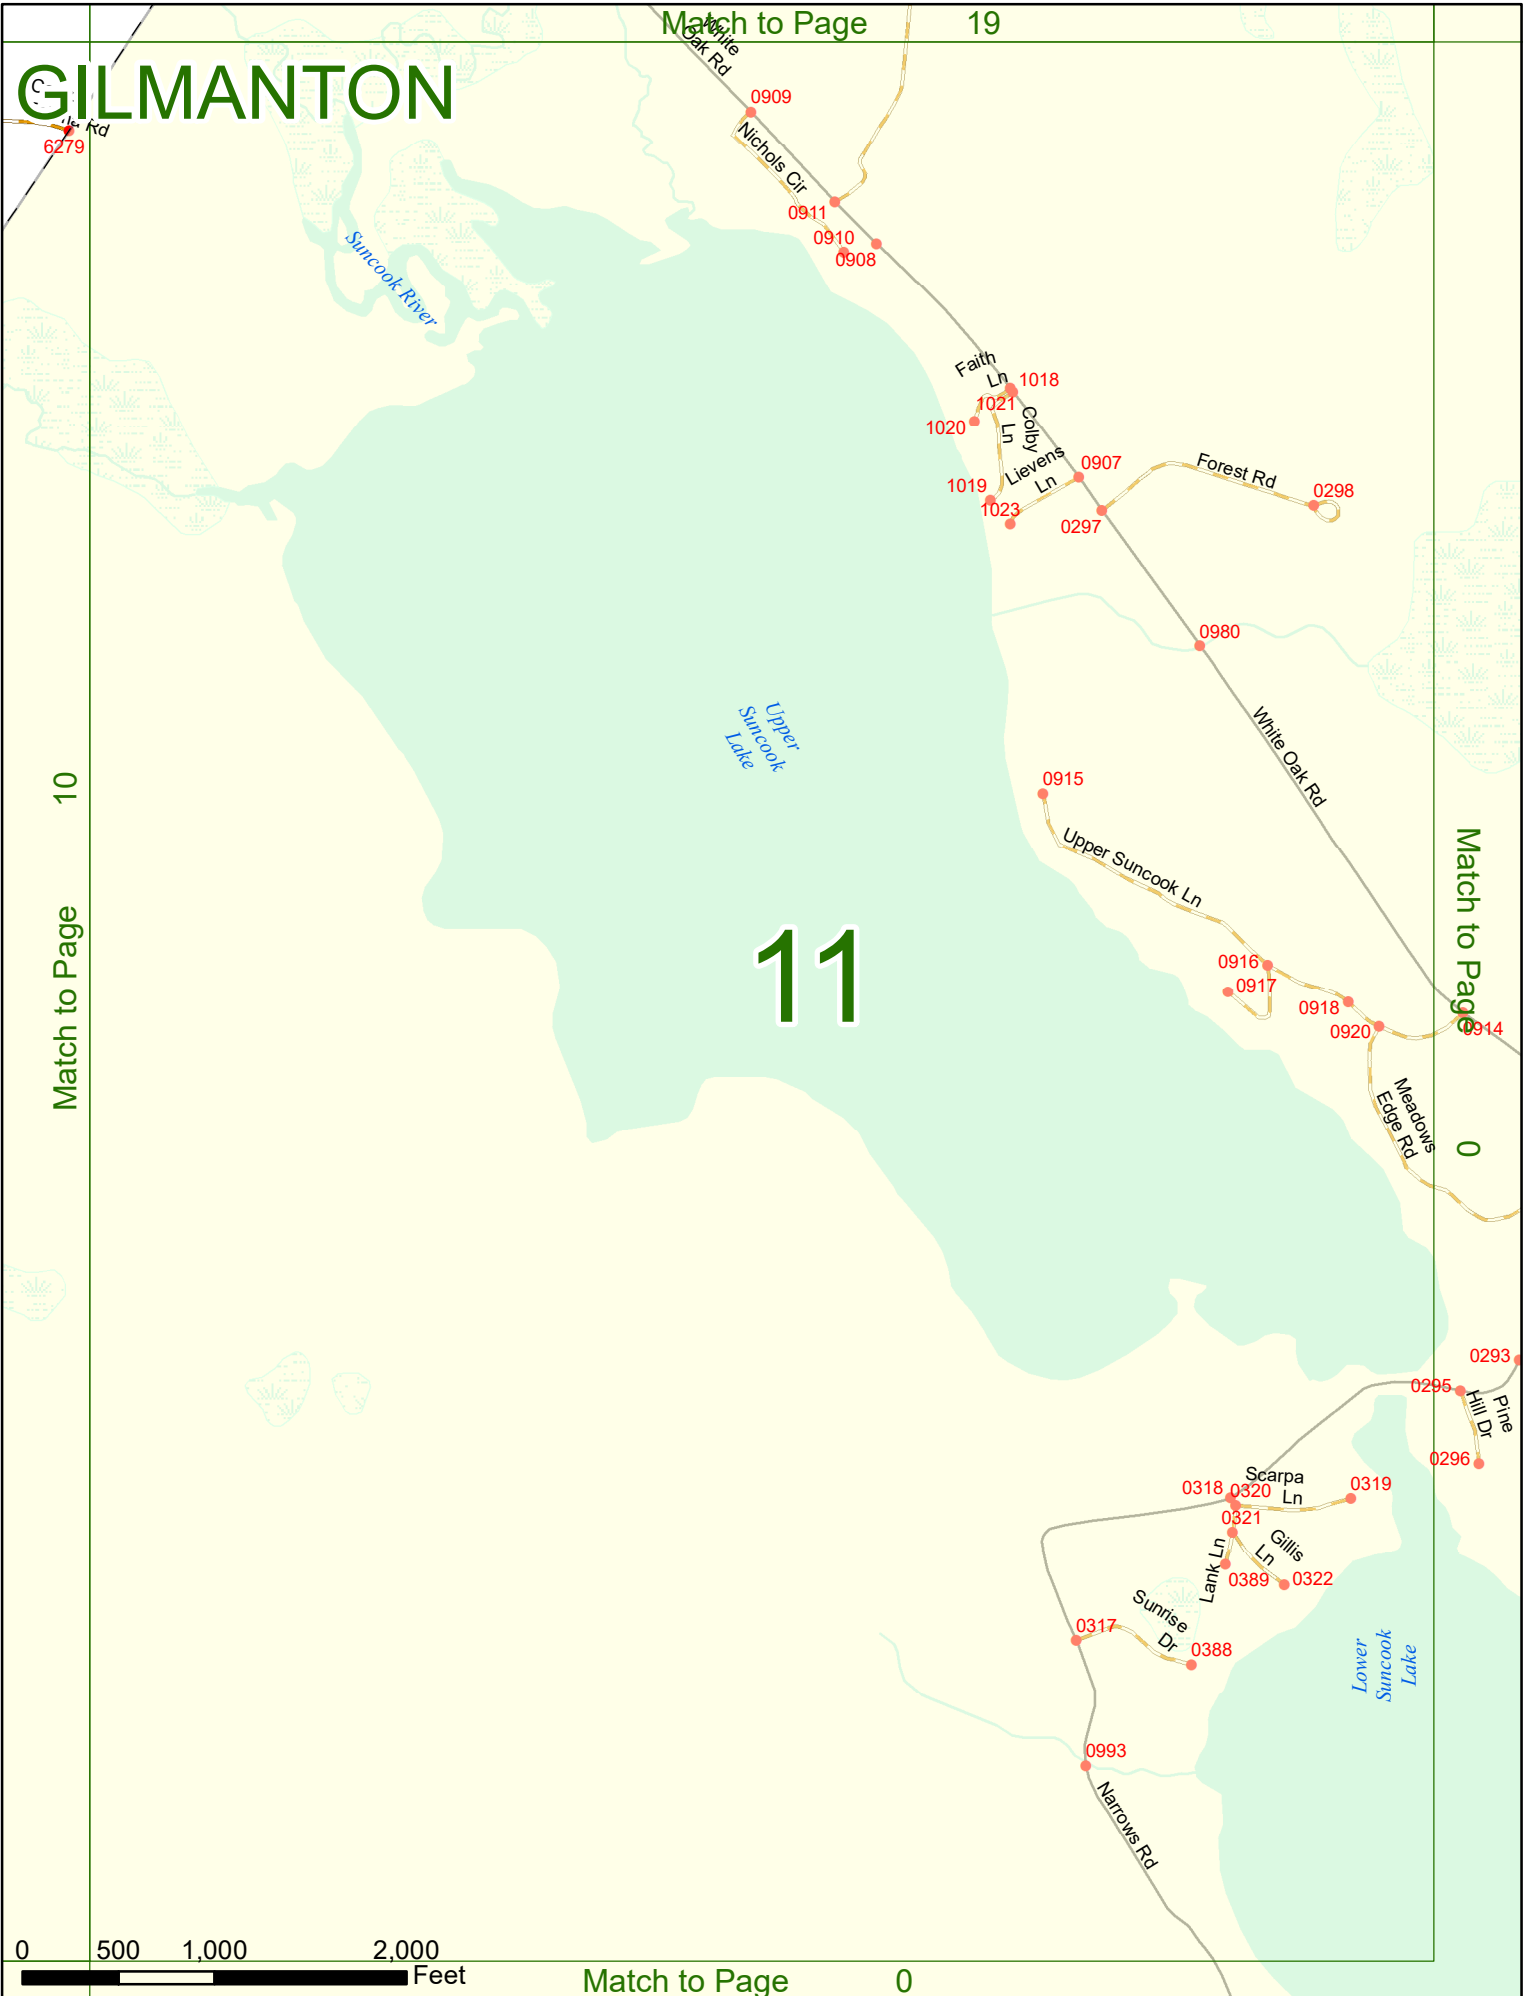 Match to Page 19
GILMANTON
White
Oak Rd
Rd
6279
0909
Nichols Cir
0911
0910
0908
Suncook River
Faith
Ln
1018
1021
1020
Colby
Ln
Lievens
Ln
0907
1019
1023
0297
Forest Rd
0298
0980
White Oak Rd
Upper
Suncook
Lake
0915
Upper Suncook Ln
Match to Page 10
11
0916
0917
0918
0920
0914
Match to Page 0
Meadows
Edge Rd
0293
0295
Pine
Hill Dr
0296
Scarpa
Ln
0318
0320
0319
0321
Gillis
Ln
Lank Ln
0389
0322
Sunrise
Dr
0317
0388
Lower
Suncook
Lake
0993
Narrows Rd
0 500 1,000 2,000
Feet
Match to Page 0